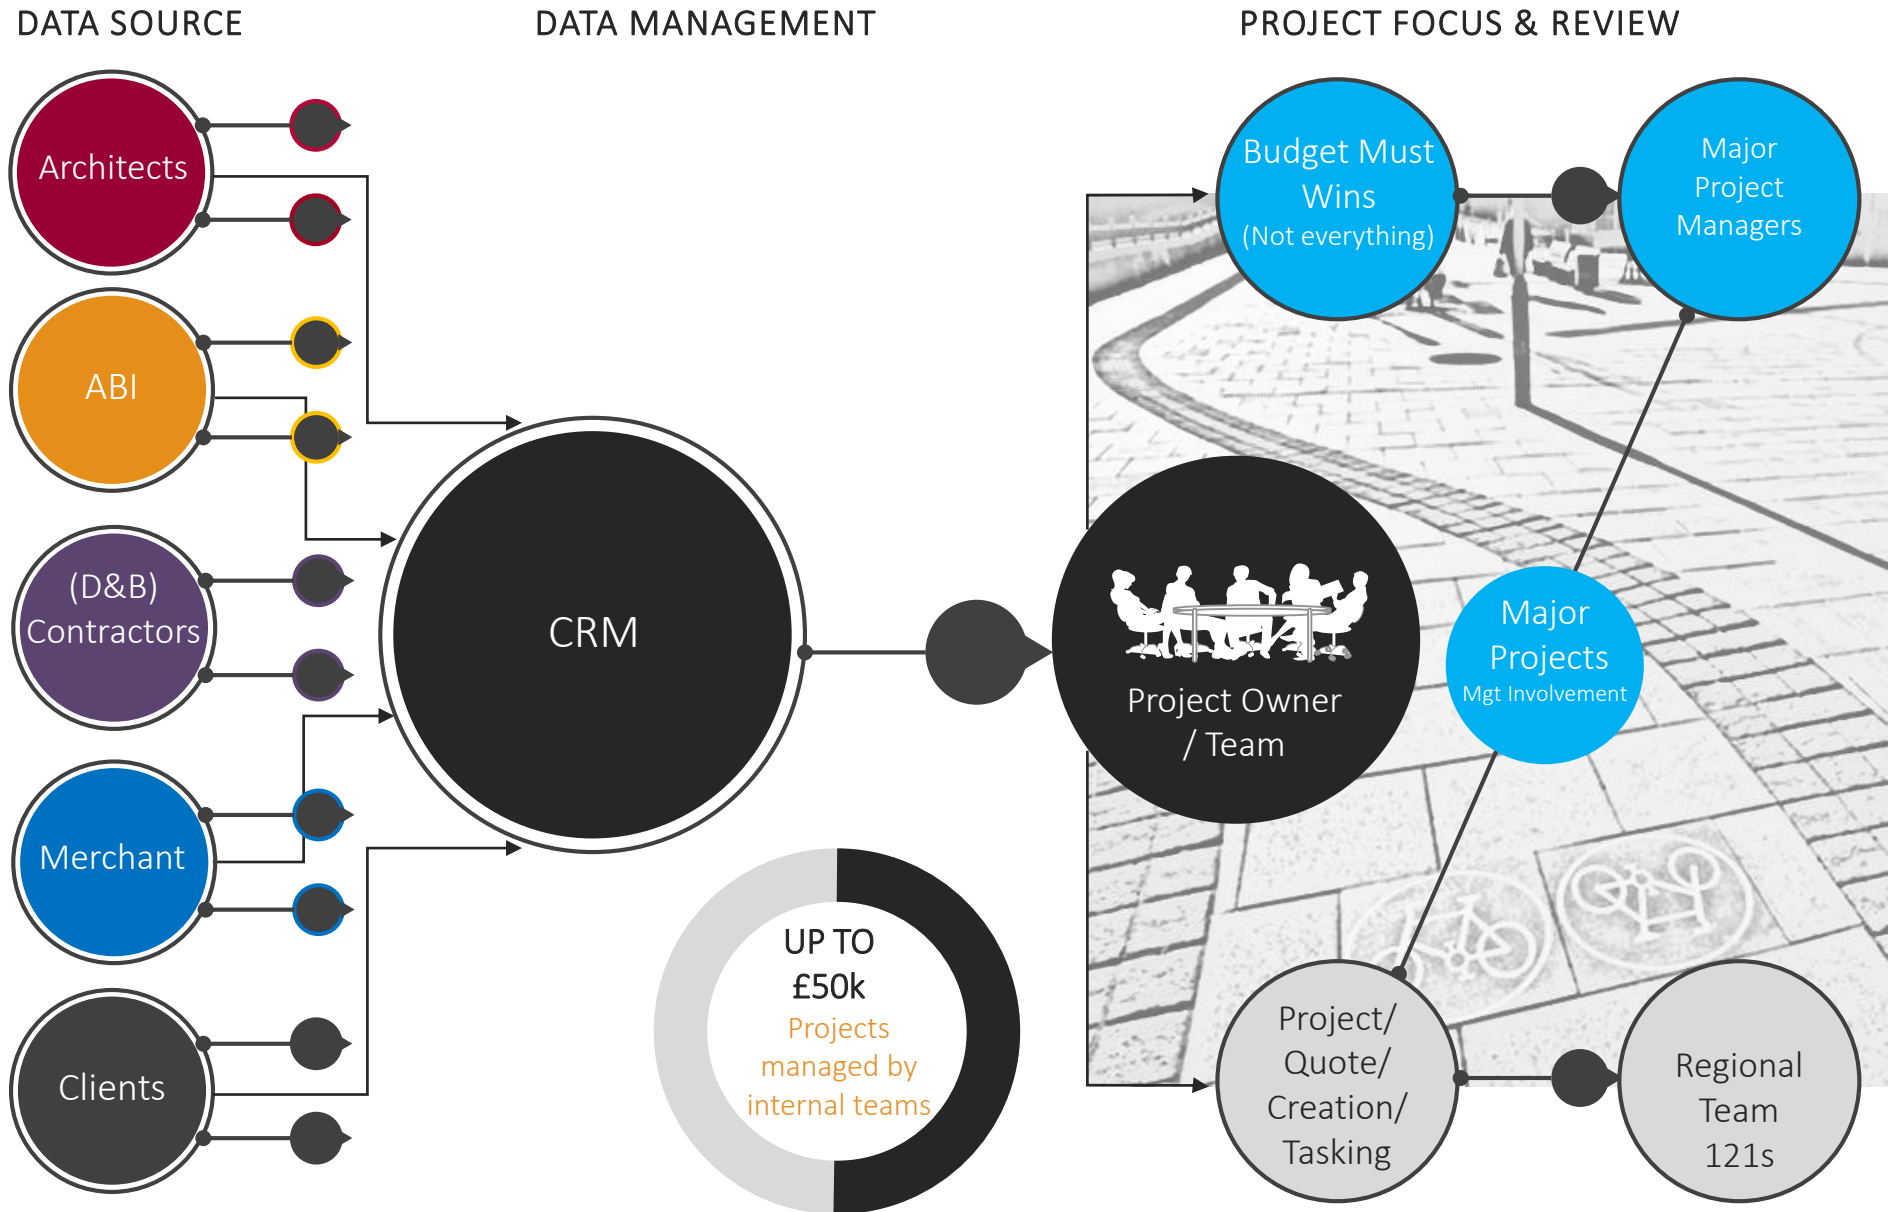 DATA SOURCE
DATA MANAGEMENT
PROJECT FOCUS & REVIEW
Architects
ABI
(D&B)
Contractors
Merchant
Clients
CRM
UP TO
£50k
Projects
managed by
internal teams
Project Owner
/ Team
Budget Must
Wins
(Not everything)
Major
Project
Managers
Major
Projects
Mgt Involvement
Project/
Quote/
Creation/
Tasking
Regional
Team
121s